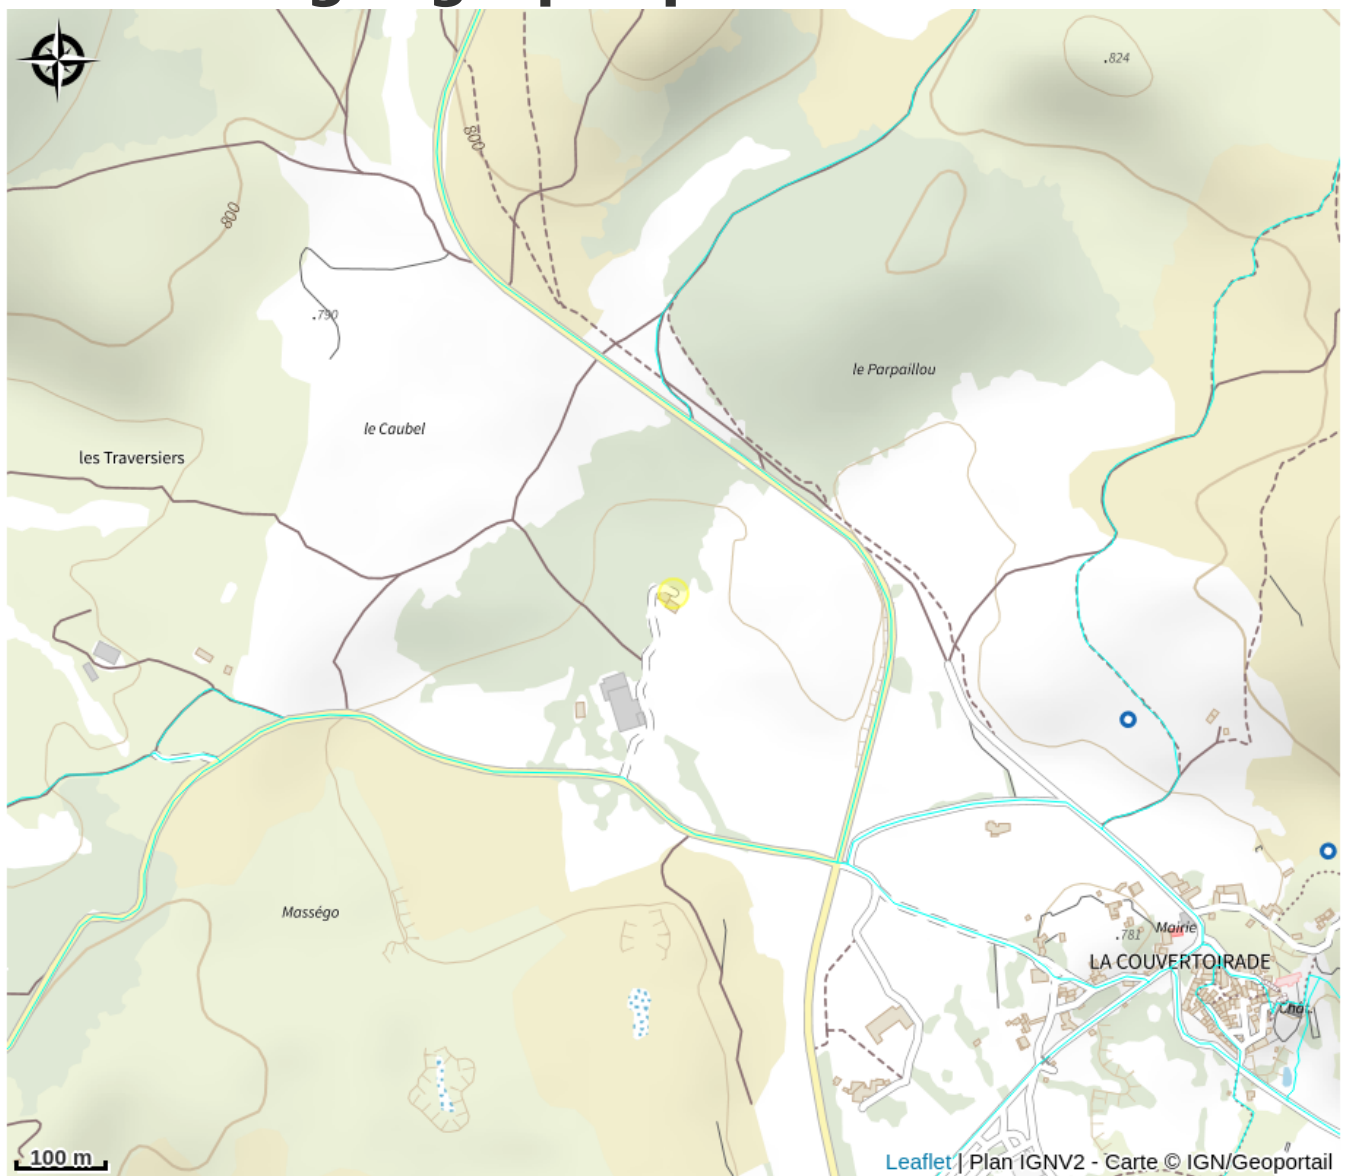 .824
800
800
.790
le Parpaillou
le Caubel
les Traversiers
Masségo
Mairie
.781
LA COUVERTOIRADE
Chât.
100 m
Leaflet | Plan IGNV2 - Carte © IGN/Geoportail